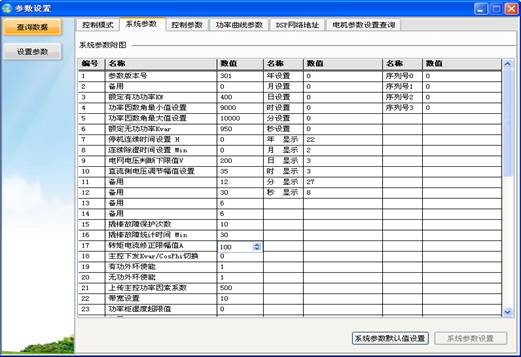 参数设置
查询数据
设置参数
控制模式 系统参数 控制参数 功率曲线参数 DSP网络地址 电机参数设置查询
系统参数附图
编号 名称 数值 名称 数值 名称 数值
1 参数版本号 301 年设置 0 序列号0 0
2 备用 0 月设置 0 序列号1 0
3 额定有功功率KW 400 日设置 0 序列号2 0
4 功率因数角最小值设置 9000 时设置 0 序列号3 0
5 功率因数角最大值设置 10000 分设置 0
6 额定无功功率Kvar 950 秒设置 0
7 停机连续时间设置 H 0 年 显示 22
8 连续除湿时间设置 Min 0 月 显示 2
9 电网电压判断下限值V 200 日 显示 3
10 直流侧电压调节幅值设置 35 时 显示 3
11 备用 12 分 显示 27
12 备用 30 秒 显示 8
13 备用 6
14 备用 6
15 撬棒故障保护次数 10
16 撬棒故障统计时间 Min 30
17 转矩电流修正限幅值A 100
18 主控下发Kvar/CosPhi切换 0
19 有功外环使能 1
20 无功外环使能 1
21 上传主控功率因素系数 500
22 带宽设置 10
23 功率柜湿度超限值 0
系统参数默认值设置 系统参数设置